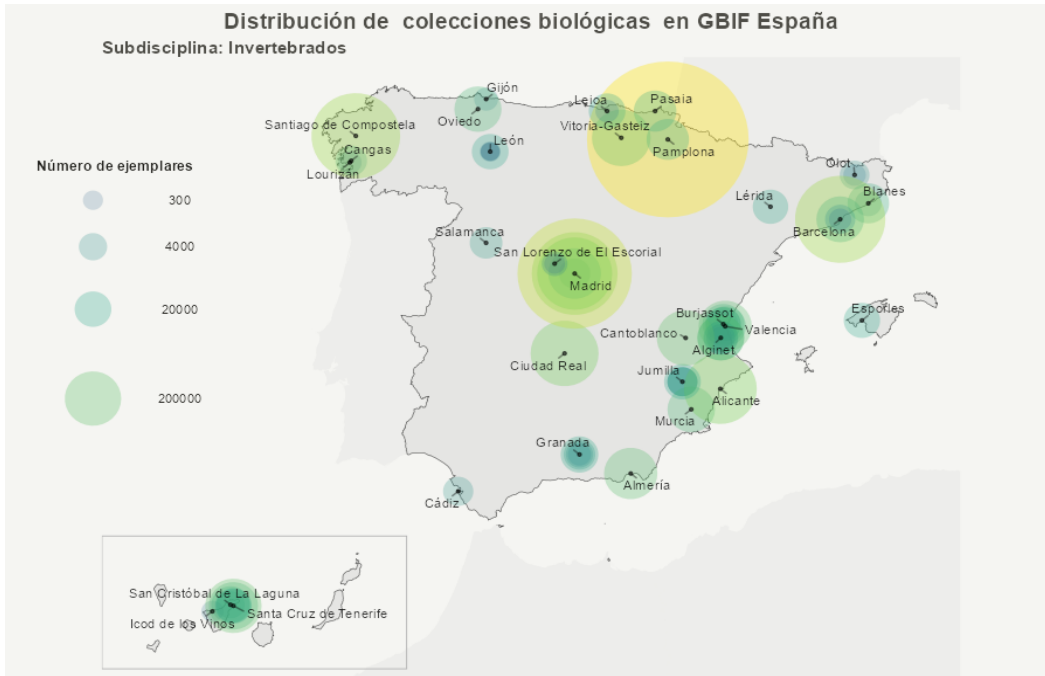 Distribución de colecciones biológicas en GBIF España
Subdisciplina: Invertebrados
Gijón
Leioa
Pasaia
Oviedo
Santiago de Compostela
Vitoria-Gasteiz
León
Cangas
Pamplona
Número de ejemplares
Olot
Lourizán
300
Lérida
Blanes
Salamanca
Barcelona
4000
San Lorenzo de El Escorial
Madrid
20000
Esporles
Burjassot
Cantoblanco
Valencia
Alginet
Ciudad Real
Jumilla
200000
Alicante
Murcia
Granada
Almería
Cádiz
San Cristóbal de La Laguna
Santa Cruz de Tenerife
Icod de los Vinos